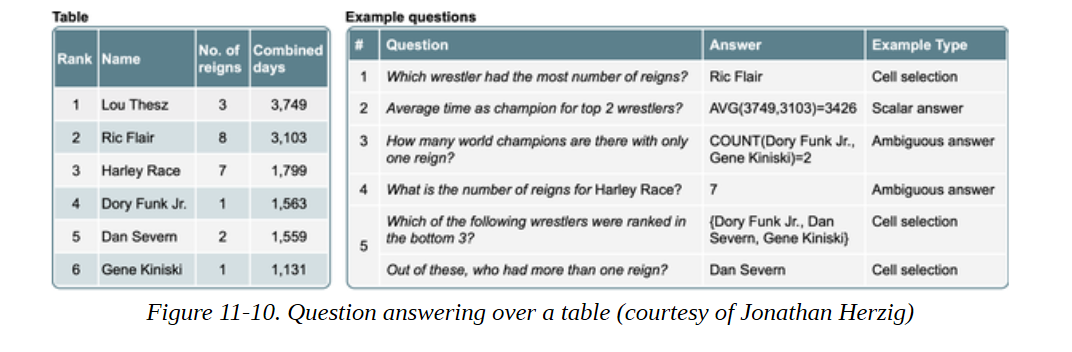 Table
Rank Name No. of reigns Combined days
1 Lou Thesz 3 3,749
2 Ric Flair 8 3,103
3 Harley Race 7 1,799
4 Dory Funk Jr. 1 1,563
5 Dan Severn 2 1,559
6 Gene Kiniski 1 1,131
Example questions
# Question Answer Example Type
1 Which wrestler had the most number of reigns? Ric Flair Cell selection
2 Average time as champion for top 2 wrestlers? AVG(3749,3103)=3426 Scalar answer
3 How many world champions are there with only one reign? COUNT(Dory Funk Jr., Gene Kiniski)=2 Ambiguous answer
4 What is the number of reigns for Harley Race? 7 Ambiguous answer
5 Which of the following wrestlers were ranked in the bottom 3? {Dory Funk Jr., Dan Severn, Gene Kiniski} Cell selection
Out of these, who had more than one reign? Dan Severn Cell selection
Figure 11-10. Question answering over a table (courtesy of Jonathan Herzig)